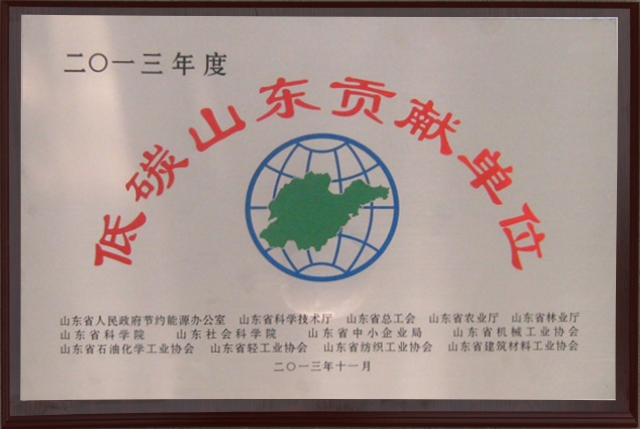 二〇一三年度
低碳山东贡献单位
山东省人民政府节约能源办公室 山东省科学技术厅 山东省总工会 山东省农业厅 山东省林业厅
山东省科学院 山东社会科学院 山东省中小企业局 山东省机械工业协会
山东省石油化学工业协会 山东省轻工业协会 山东省纺织工业协会 山东省建筑材料工业协会
二〇一三年十一月